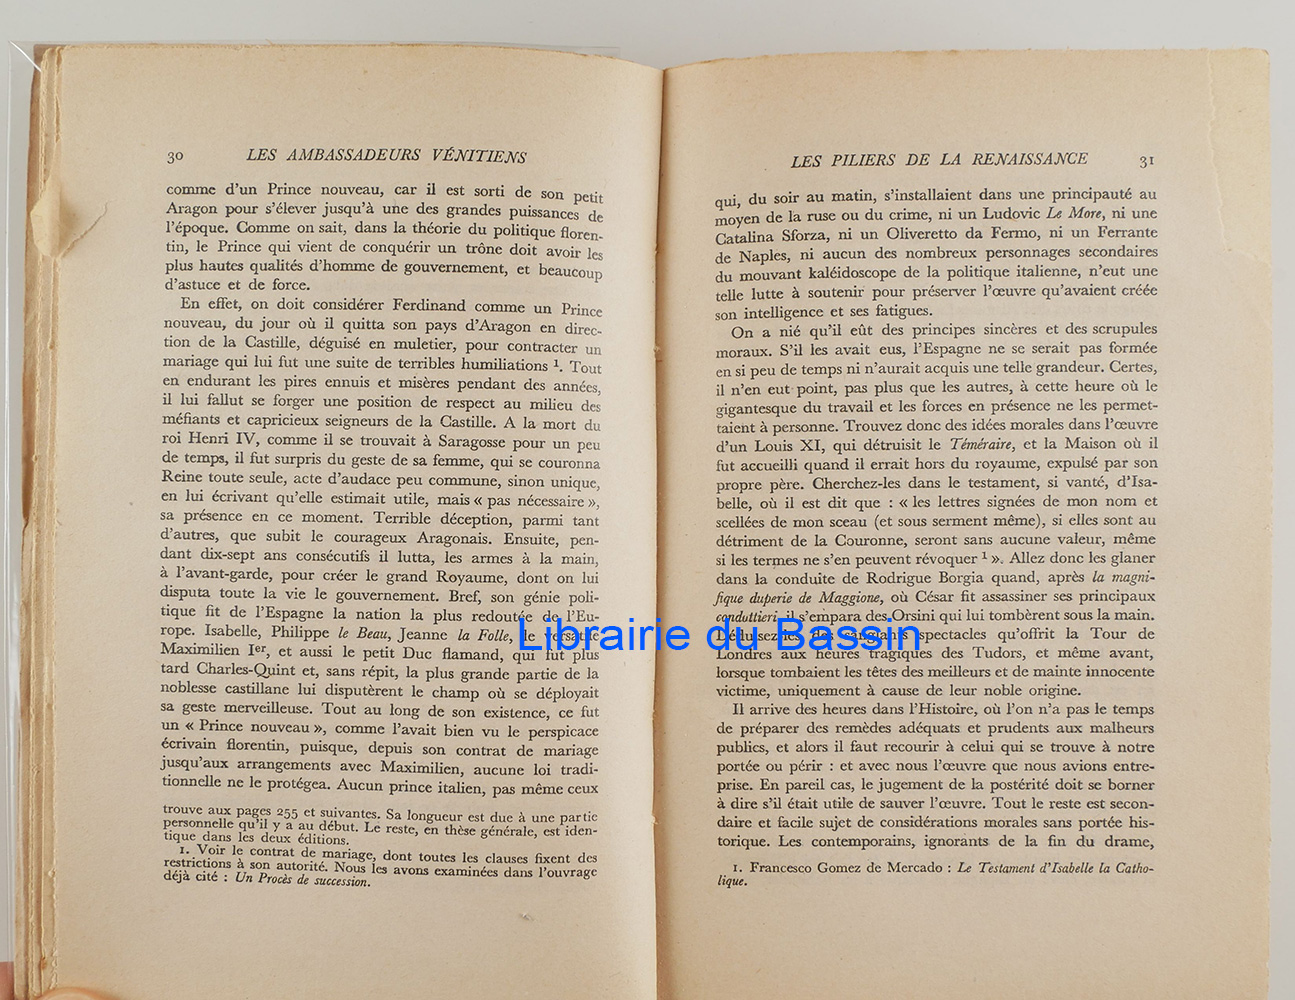 30 LES AMBASSADEURS VÉNITIENS
comme d'un Prince nouveau, car il est sorti de son petit
Aragon pour s'élever jusqu'à une des grandes puissances de
l'époque. Comme on sait, dans la théorie du politique floren-
tin, le Prince qui vient de conquérir un trône doit avoir les
plus hautes qualités d'homme de gouvernement, et beaucoup
d'astuce et de force.
En effet, on doit considérer Ferdinand comme un Prince
nouveau, du jour où il quitta son pays d'Aragon en direc-
tion de la Castille, déguisé en muletier, pour contracter un
mariage qui lui fut une suite de terribles humiliations 1. Tout
en endurant les pires ennuis et misères pendant des années,
il lui fallut se forger une position de respect au milieu des
méfiants et capricieux seigneurs de la Castille. A la mort du
roi Henri IV, comme il se trouvait à Saragosse pour un peu
de temps, il fut surpris du geste de sa femme, qui se couronna
Reine toute seule, acte d'audace peu commune, sinon unique,
en lui écrivant qu'elle estimait utile, mais « pas nécessaire »,
sa présence en ce moment. Terrible déception, parmi tant
d'autres, que subit le courageux Aragonais. Ensuite, pen-
dant dix-sept ans consécutifs il lutta, les armes à la main,
à l'avant-garde, pour créer le grand Royaume, dont on lui
disputa toute la vie le gouvernement. Bref, son génie poli-
tique fit de l'Espagne la nation la plus redoutée de l'Eu-
rope. Isabelle, Philippe le Beau, Jeanne la Folle, le versatile
Maximilien Ier, et aussi le petit Duc flamand, qui fut plus
tard Charles-Quint et, sans répit, la plus grande partie de la
noblesse castillane lui disputèrent le champ où se déployait
sa geste merveilleuse. Tout au long de son existence, ce fut
un « Prince nouveau », comme l'avait bien vu le perspicace
écrivain florentin, puisque, depuis son contrat de mariage
jusqu'aux arrangements avec Maximilien, aucune loi tradi-
tionnelle ne le protégea. Aucun prince italien, pas même ceux
trouve aux pages 255 et suivantes. Sa longueur est due à une partie
personnelle qu'il y a au début. Le reste, en thèse générale, est iden-
tique dans les deux éditions.
1. Voir le contrat de mariage, dont toutes les clauses fixent des
restrictions à son autorité. Nous les avons examinées dans l'ouvrage
déjà cité : Un Procès de succession.
LES PILIERS DE LA RENAISSANCE 31
qui, du soir au matin, s'installaient dans une principauté au
moyen de la ruse ou du crime, ni un Ludovic Le More, ni une
Catalina Sforza, ni un Oliveretto da Fermo, ni un Ferrante
de Naples, ni aucun des nombreux personnages secondaires
du mouvant kaléidoscope de la politique italienne, n'eut une
telle lutte à soutenir pour préserver l'œuvre qu'avaient créée
son intelligence et ses fatigues.
On a nié qu'il eût des principes sincères et des scrupules
moraux. S'il les avait eus, l'Espagne ne se serait pas formée
en si peu de temps ni n'aurait acquis une telle grandeur. Certes,
il n'en eut point, pas plus que les autres, à cette heure où le
gigantesque du travail et les forces en présence ne les permet-
taient à personne. Trouvez donc des idées morales dans l'œuvre
d'un Louis XI, qui détruisit le Téméraire, et la Maison où il
fut accueilli quand il errait hors du royaume, expulsé par son
propre père. Cherchez-les dans le testament, si vanté, d'Isa-
belle, où il est dit que : « les lettres signées de mon nom et
scellées de mon sceau (et sous serment même), si elles sont au
détriment de la Couronne, seront sans aucune valeur, même
si les termes ne s'en peuvent révoquer 1 ». Allez donc les glaner
dans la conduite de Rodrigue Borgia quand, après la magni-
fique duperie de Maggione, où César fit assassiner ses principaux
conduttieri, il s'empara des Orsini qui lui tombèrent sous la main.
Déduisez-les des sanglants spectacles qu'offrit la Tour de
Londres aux heures tragiques des Tudors, et même avant,
lorsque tombaient les têtes des meilleurs et de mainte innocente
victime, uniquement à cause de leur noble origine.
Il arrive des heures dans l'Histoire, où l'on n'a pas le temps
de préparer des remèdes adéquats et prudents aux malheurs
publics, et alors il faut recourir à celui qui se trouve à notre
portée ou périr : et avec nous l'œuvre que nous avions entre-
prise. En pareil cas, le jugement de la postérité doit se borner
à dire s'il était utile de sauver l'œuvre. Tout le reste est secon-
daire et facile sujet de considérations morales sans portée his-
torique. Les contemporains, ignorants de la fin du drame,
1. Francesco Gomez de Mercado : Le Testament d'Isabelle la Catho-
lique.
Librairie du Bassin